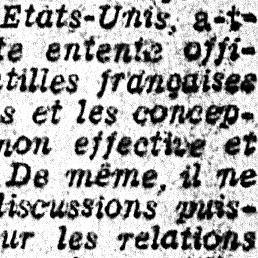 Etats-Unis, a-t-
te entente offi-
tilles françaises
s et les concep-
non effective et
De même, il ne
discussions puis-
ur les relations